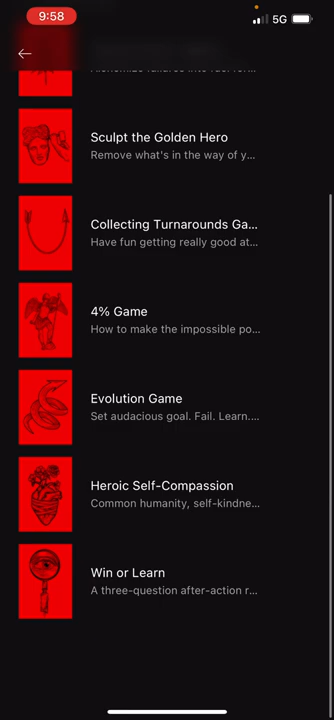 9:58
5G
Sculpt the Golden Hero
Remove what's in the way of y...
Collecting Turnarounds Ga...
Have fun getting really good at...
4% Game
How to make the impossible po...
Evolution Game
Set audacious goal. Fail. Learn....
Heroic Self-Compassion
Common humanity, self-kindne...
Win or Learn
A three-question after-action r...